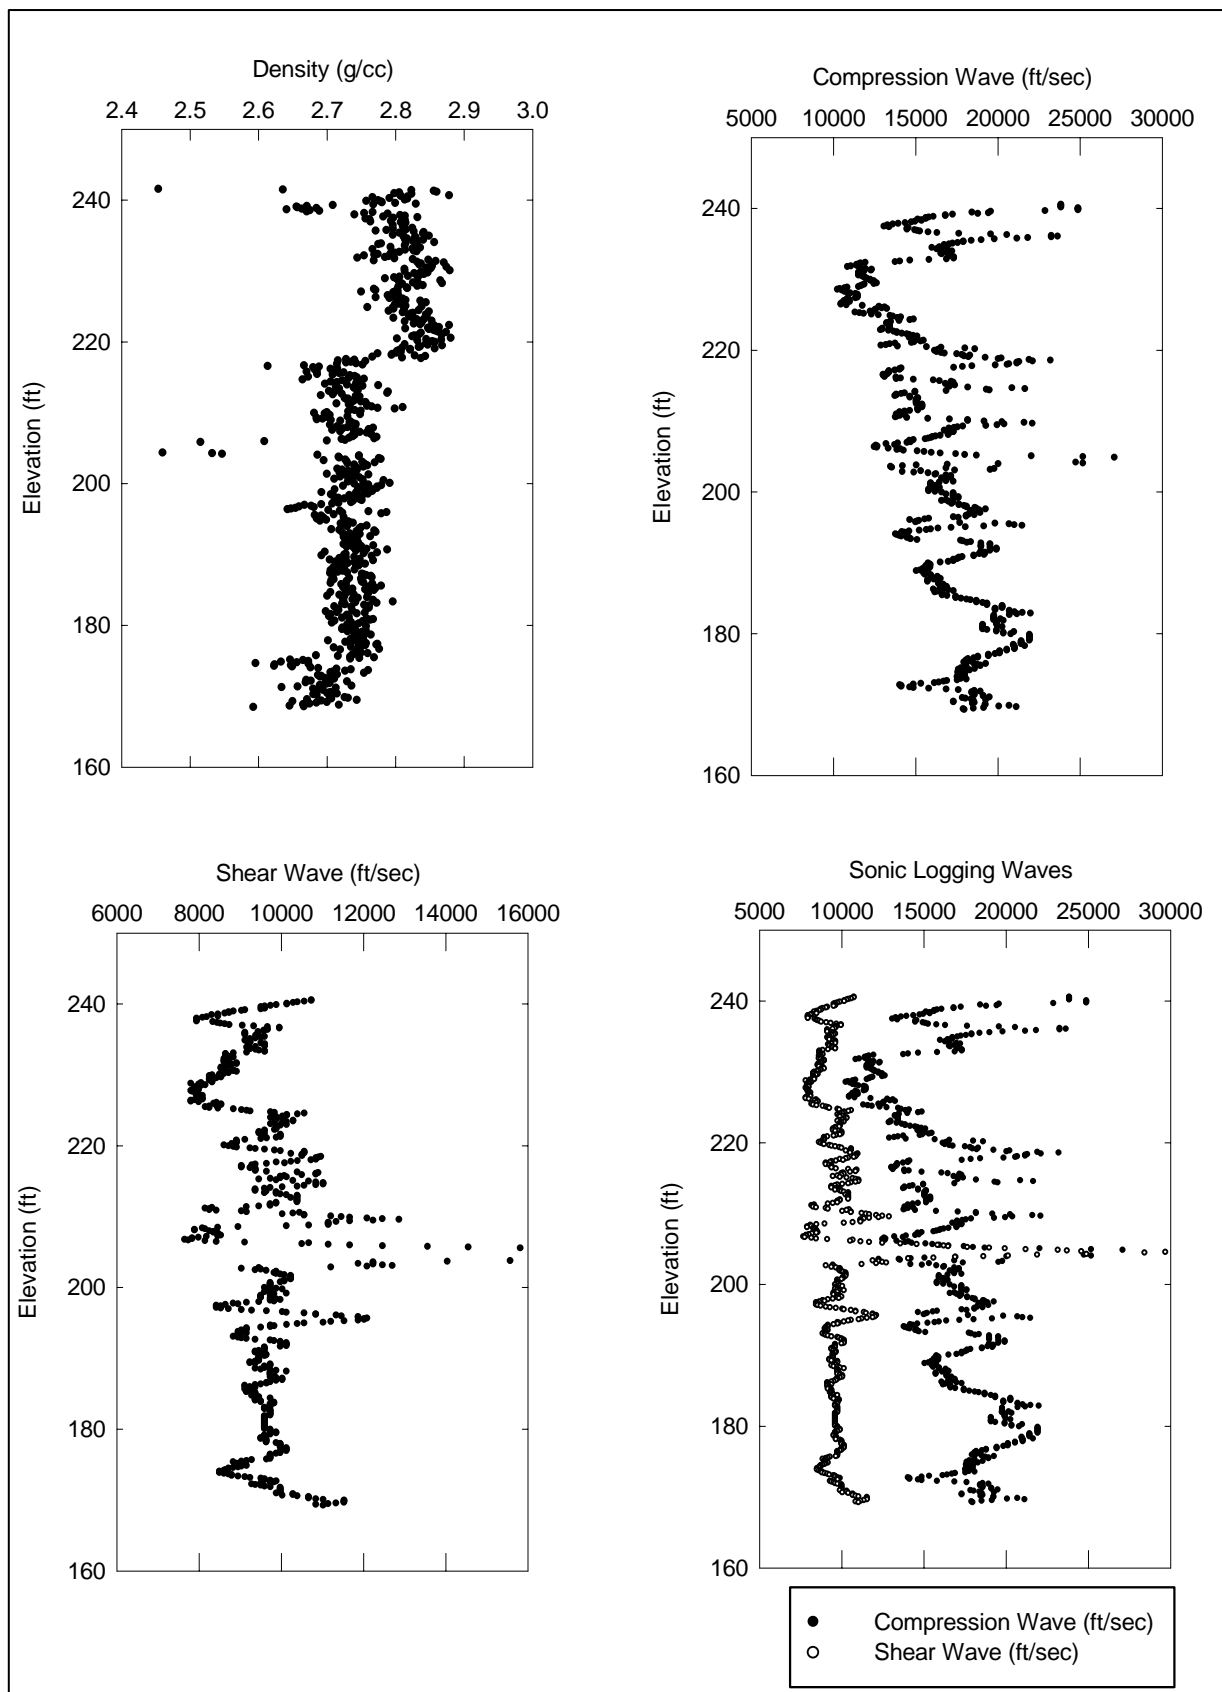 Density (g/cc)
2.4 2.5 2.6 2.7 2.8 2.9 3.0
Elevation (ft)
240
220
200
180
160
Compression Wave (ft/sec)
5000 10000 15000 20000 25000 30000
Elevation (ft)
240
220
200
180
160
Shear Wave (ft/sec)
6000 8000 10000 12000 14000 16000
Elevation (ft)
240
220
200
180
160
Sonic Logging Waves
5000 10000 15000 20000 25000 30000
Elevation (ft)
240
220
200
180
160
Compression Wave (ft/sec)
Shear Wave (ft/sec)